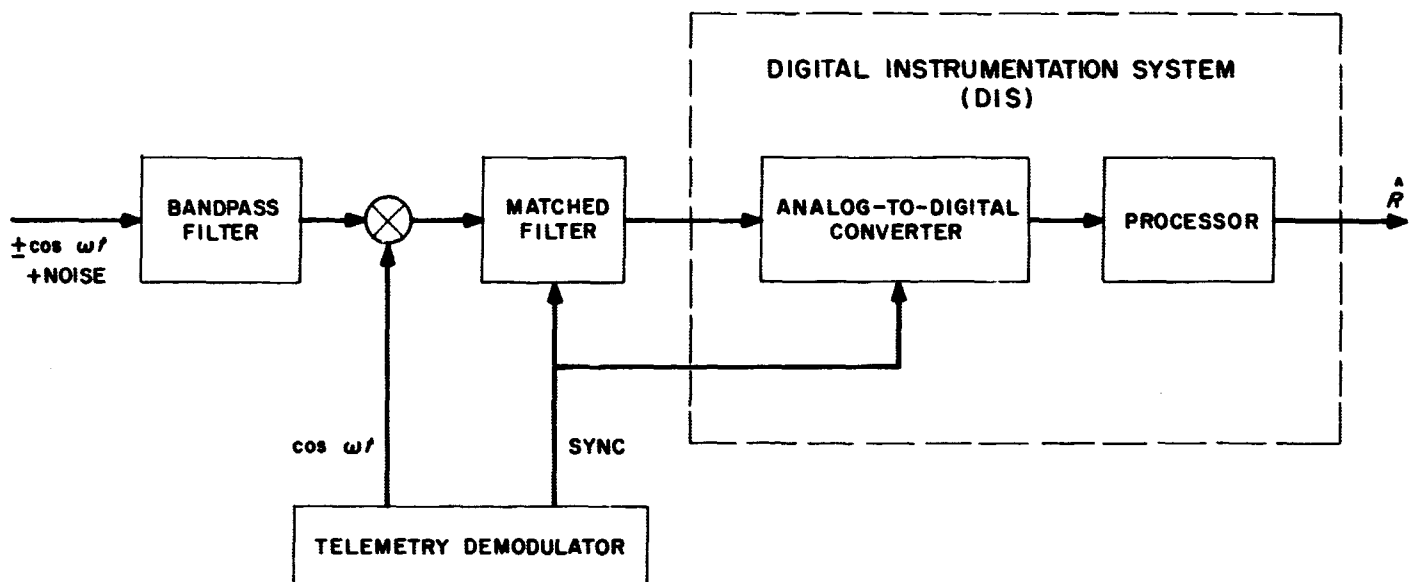 DIGITAL INSTRUMENTATION SYSTEM
(DIS)
BANDPASS
FILTER
MATCHED
FILTER
ANALOG-TO-DIGITAL
CONVERTER
PROCESSOR
R̂
±cos ωt
+NOISE
cos ωt
SYNC
TELEMETRY DEMODULATOR